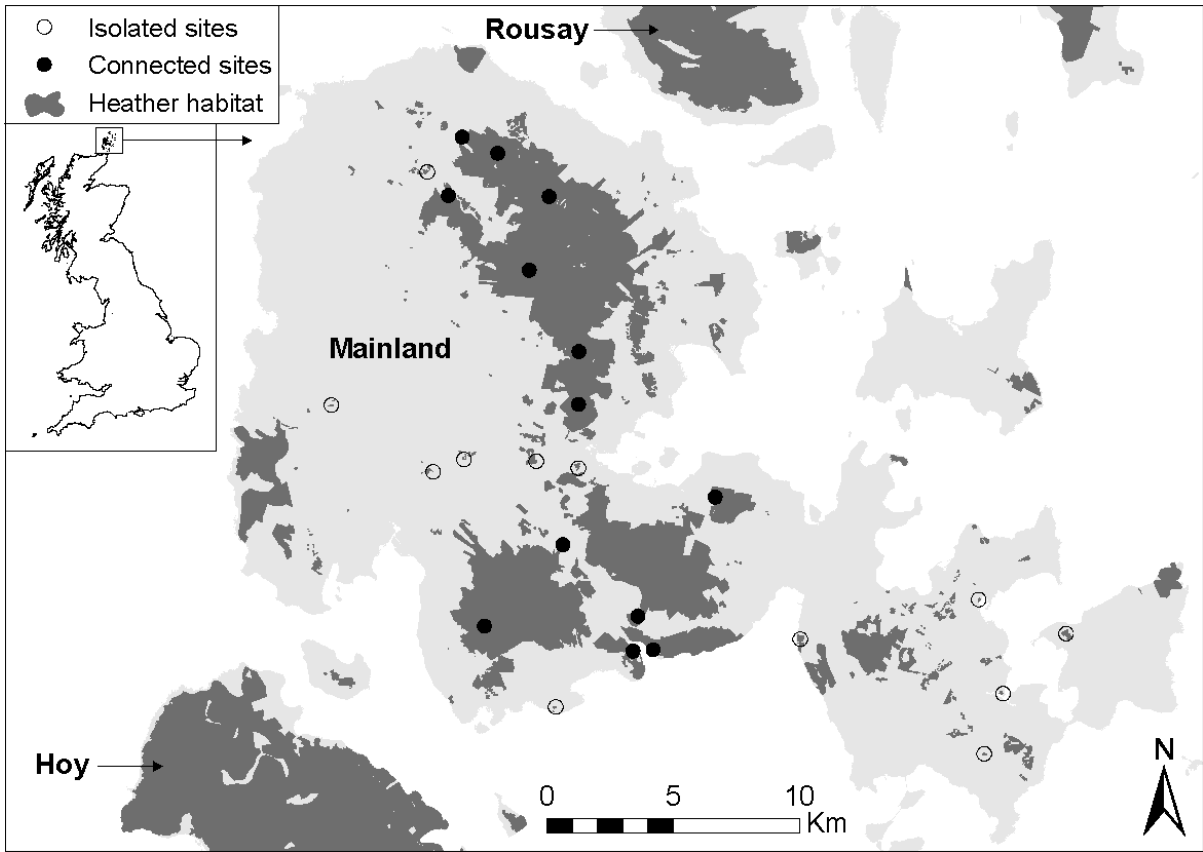 Isolated sites
Connected sites
Heather habitat
Rousay
Mainland
Hoy
N
0 5 10
Km